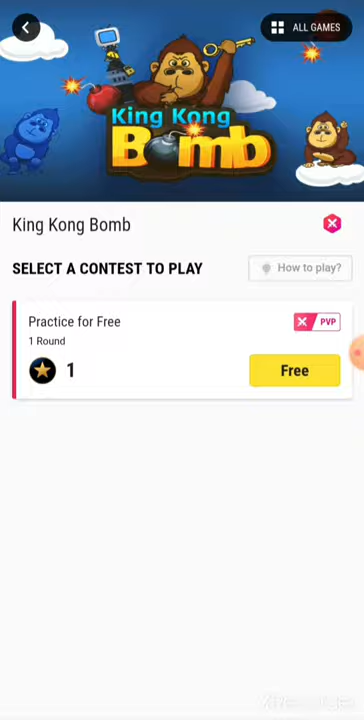 ALL GAMES
King Kong
Bomb
King Kong Bomb
SELECT A CONTEST TO PLAY
How to play?
Practice for Free
PVP
1 Round
1
Free